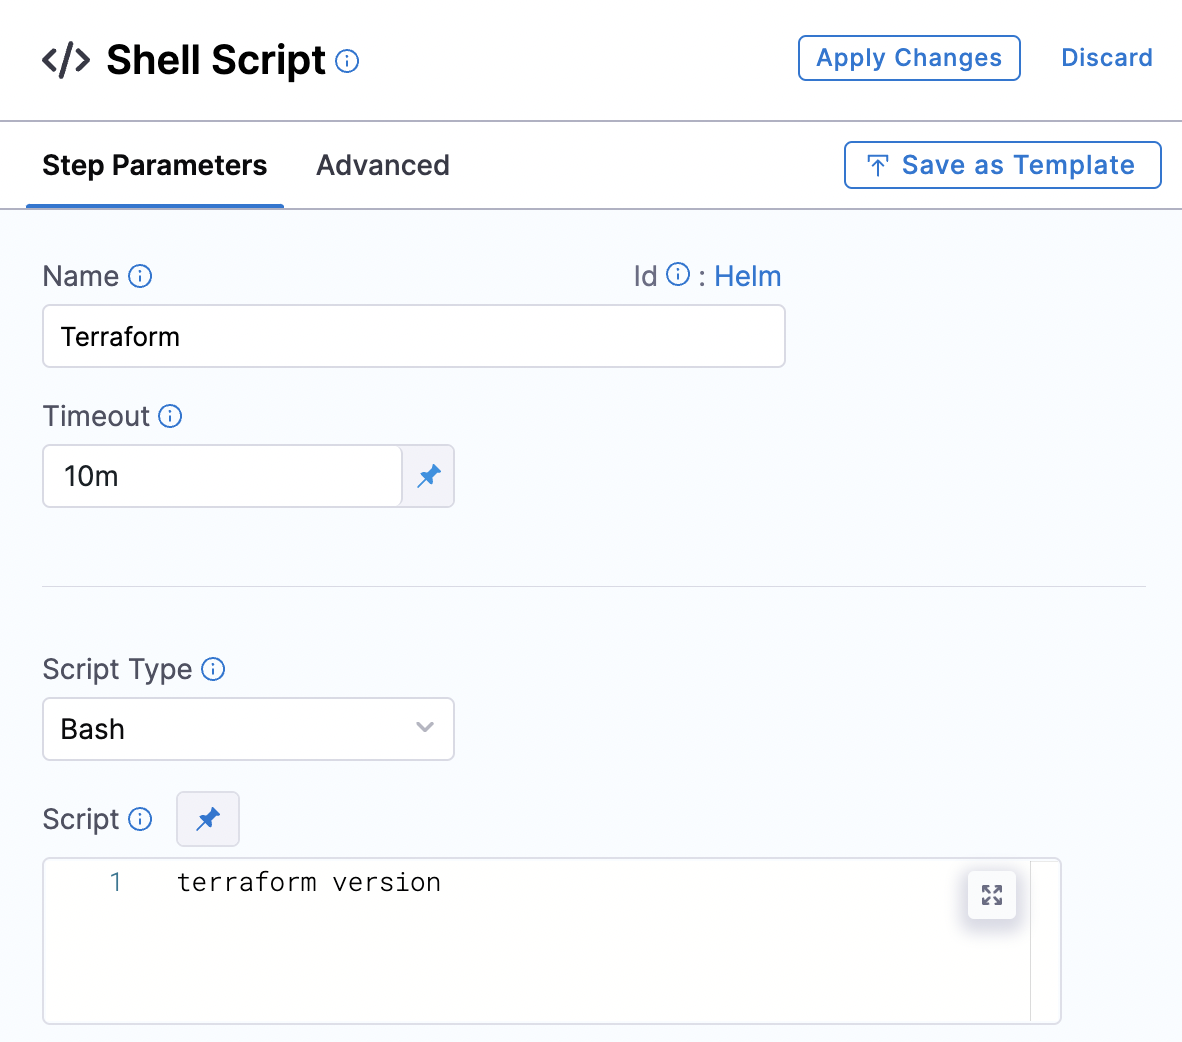 </> Shell Script
Apply Changes
Discard
Step Parameters
Advanced
Save as Template
Name
Id : Helm
Terraform
Timeout
10m
Script Type
Bash
Script
1 terraform version